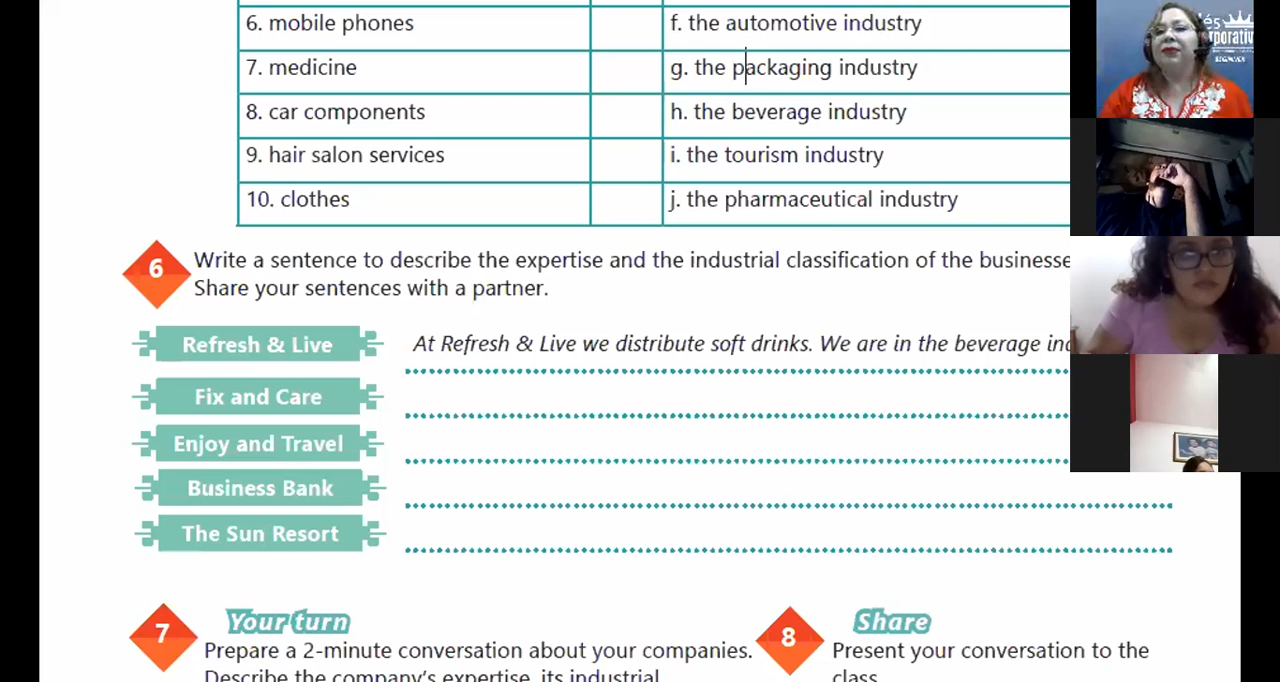 6. mobile phones
f. the automotive industry
7. medicine
g. the packaging industry
8. car components
h. the beverage industry
9. hair salon services
i. the tourism industry
10. clothes
j. the pharmaceutical industry
6
Write a sentence to describe the expertise and the industrial classification of the businesse
Share your sentences with a partner.
Refresh & Live
At Refresh & Live we distribute soft drinks. We are in the beverage
Fix and Care
Enjoy and Travel
Business Bank
The Sun Resort
7
Your turn
Prepare a 2-minute conversation about your companies.
Describe the company's expertise, its industrial
8
Share
Present your conversation to the
class